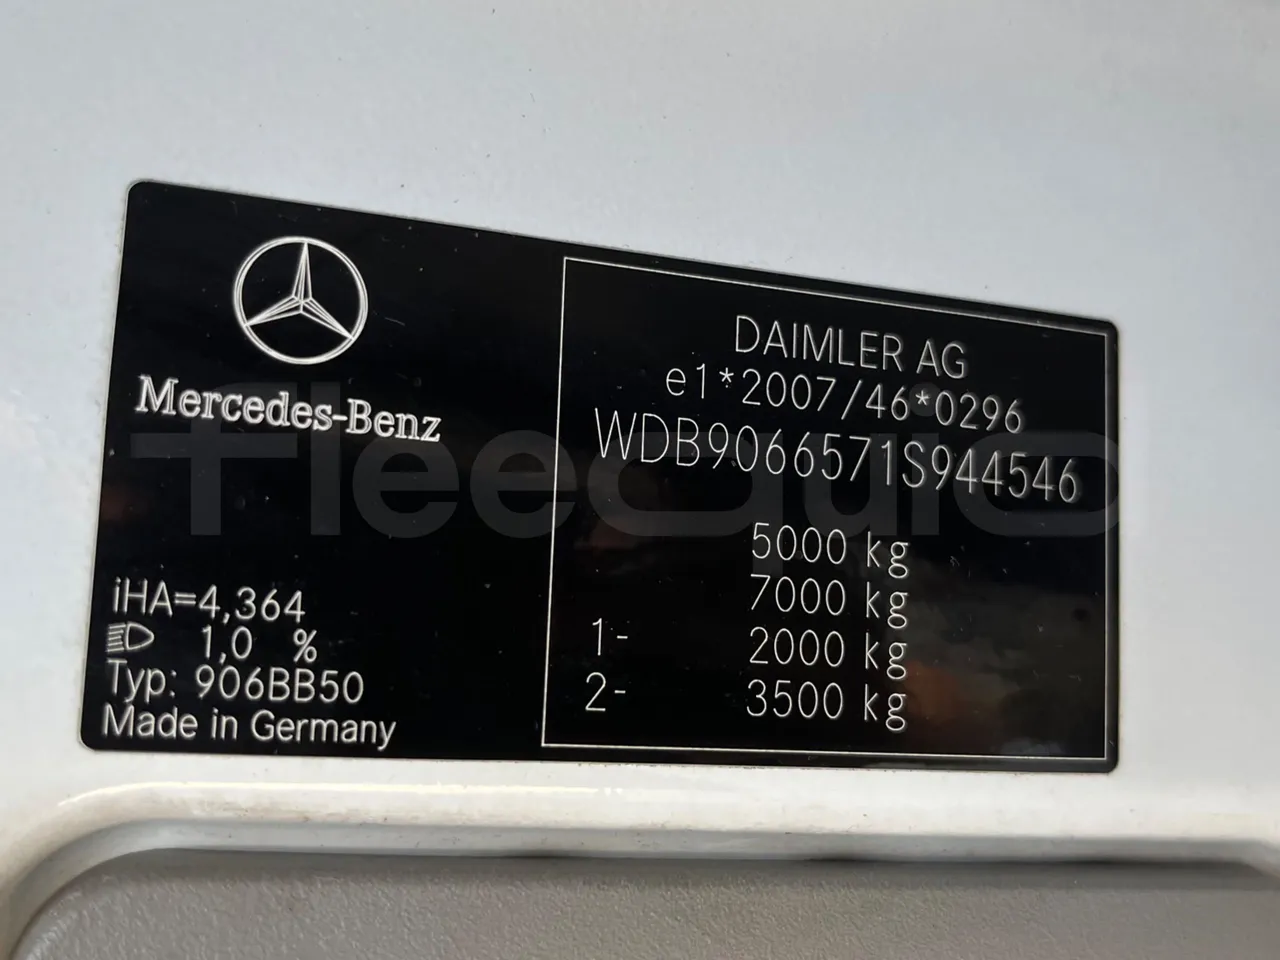 Mercedes-Benz
iHA=4,364
1,0 %
Typ: 906BB50
Made in Germany
DAIMLER AG
e1*2007/46*0296
WDB9066571S944546
5000 kg
7000 kg
1- 2000 kg
2- 3500 kg
fleequid